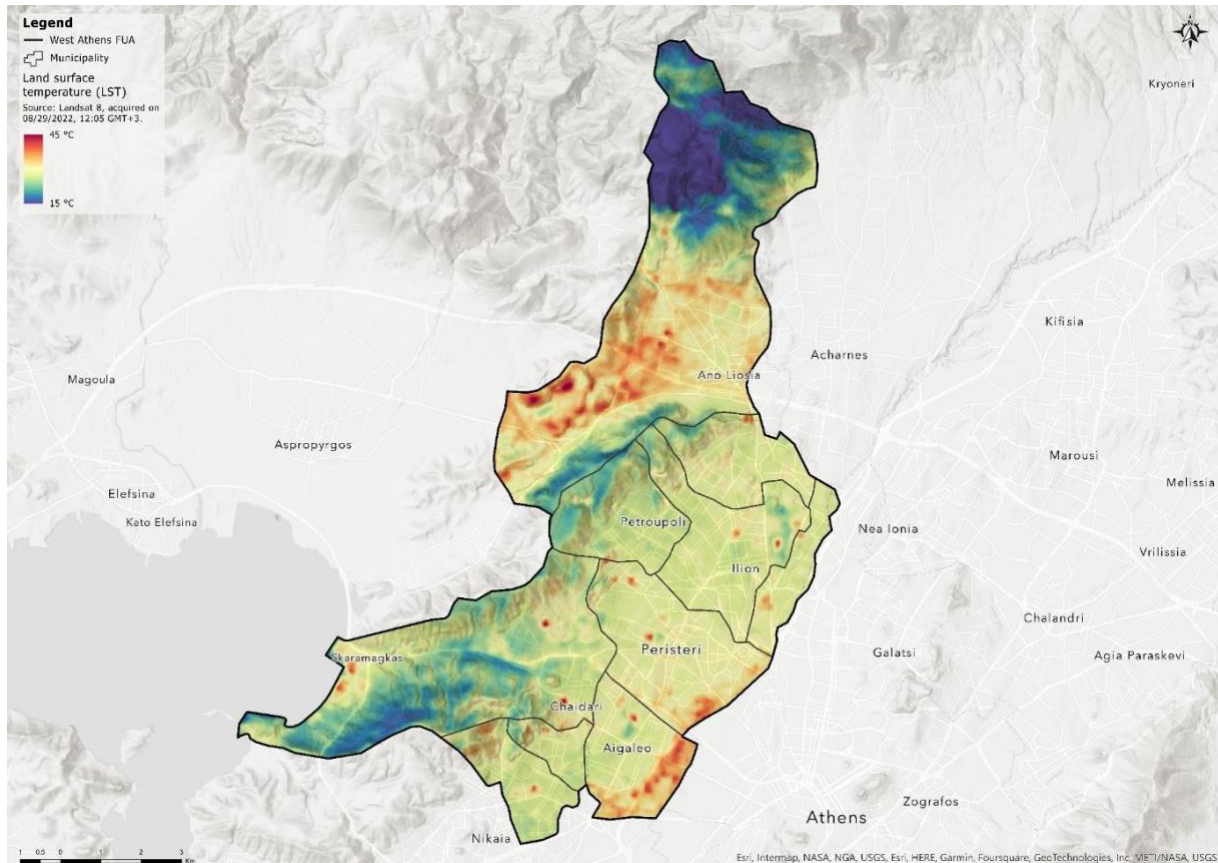 Legend
West Athens FUA
Municipality
Land surface
temperature (LST)
Source: Landsat 8, acquired on
08/29/2022, 12:05 GMT+3.
45 °C
15 °C
N
Kryoneri
Kifisia
Acharnes
Magoula
Ano Liosia
Aspropyrgos
Marousi
Melissia
Elefsina
Kato Elefsina
Petroupoli
Nea Ionia
Vrilissia
Ilion
Chalandri
Skaramagkas
Peristeri
Galatsi
Agia Paraskevi
Chaidari
Aigaleo
Zografos
Athens
Nikaia
1 0.5 0 1 2 3
Km
Esri, Intermap, NASA, NGA, USGS, Esri, HERE, Garmin, Foursquare, GeoTechnologies, Inc, METI/NASA, USGS